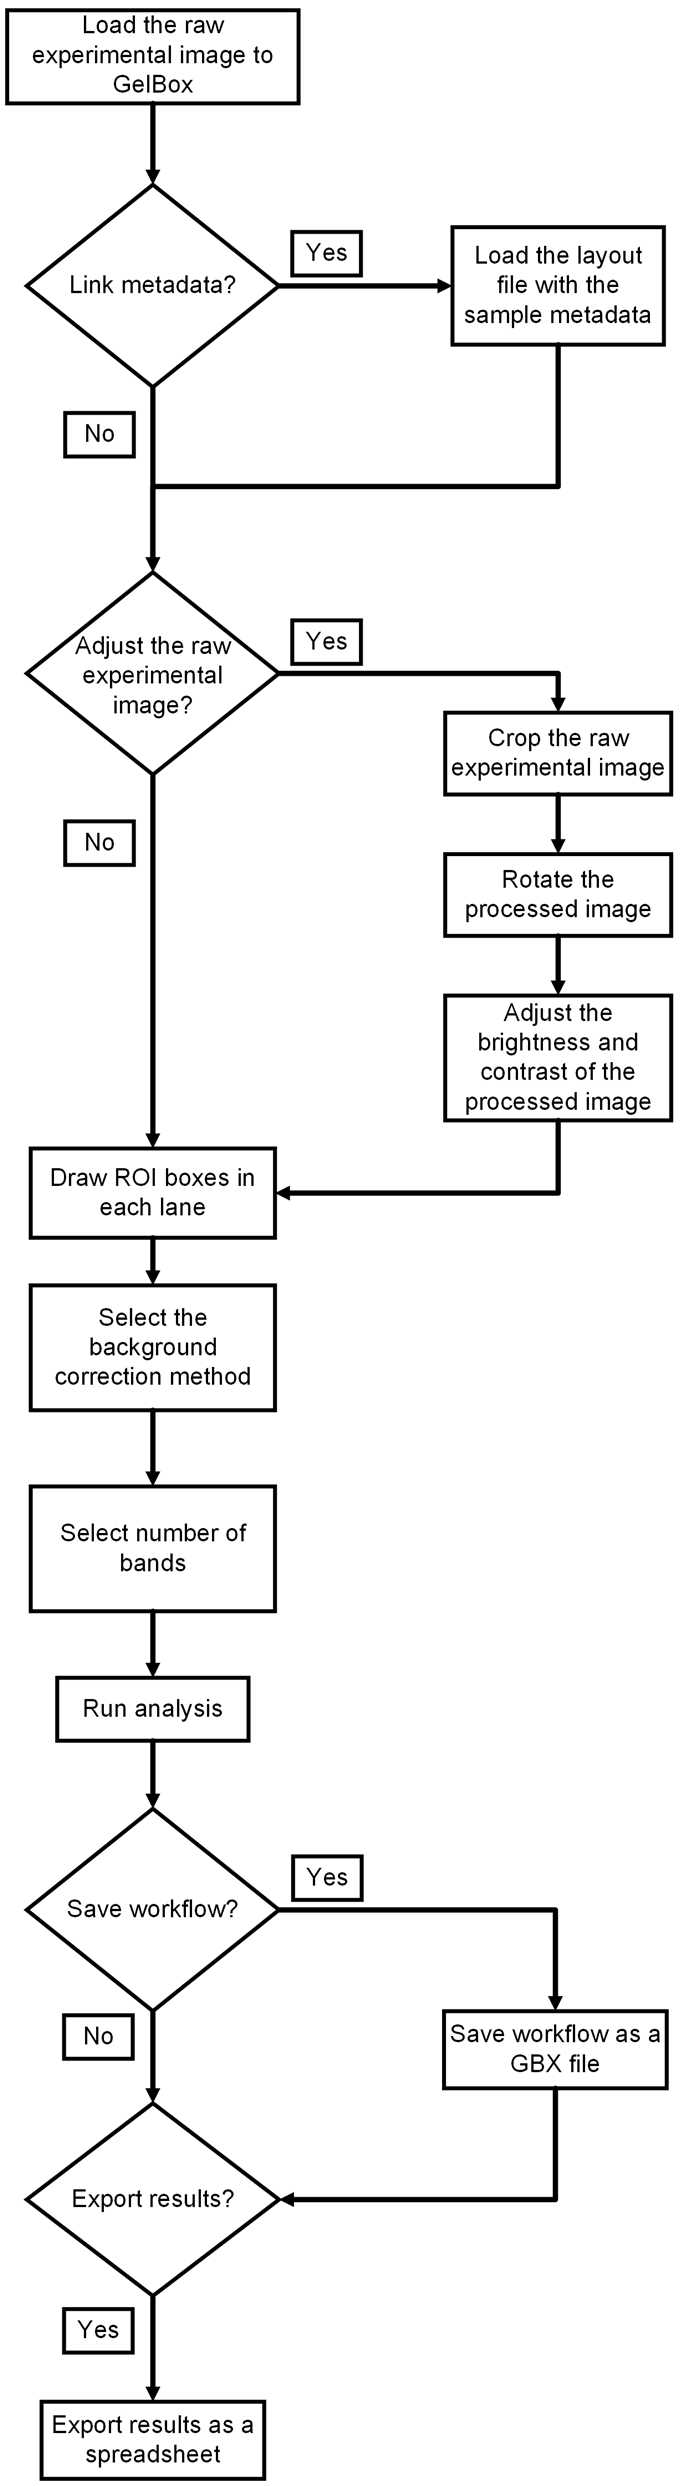 Load the raw
experimental image to
GelBox
Link metadata?
Yes
Load the layout
file with the
sample metadata
No
Adjust the raw
experimental
image?
Yes
Crop the raw
experimental image
Rotate the
processed image
Adjust the
brightness and
contrast of the
processed image
No
Draw ROI boxes in
each lane
Select the
background
correction method
Select number of
bands
Run analysis
Save workflow?
Yes
Save workflow as a
GBX file
No
Export results?
Yes
Export results as a
spreadsheet